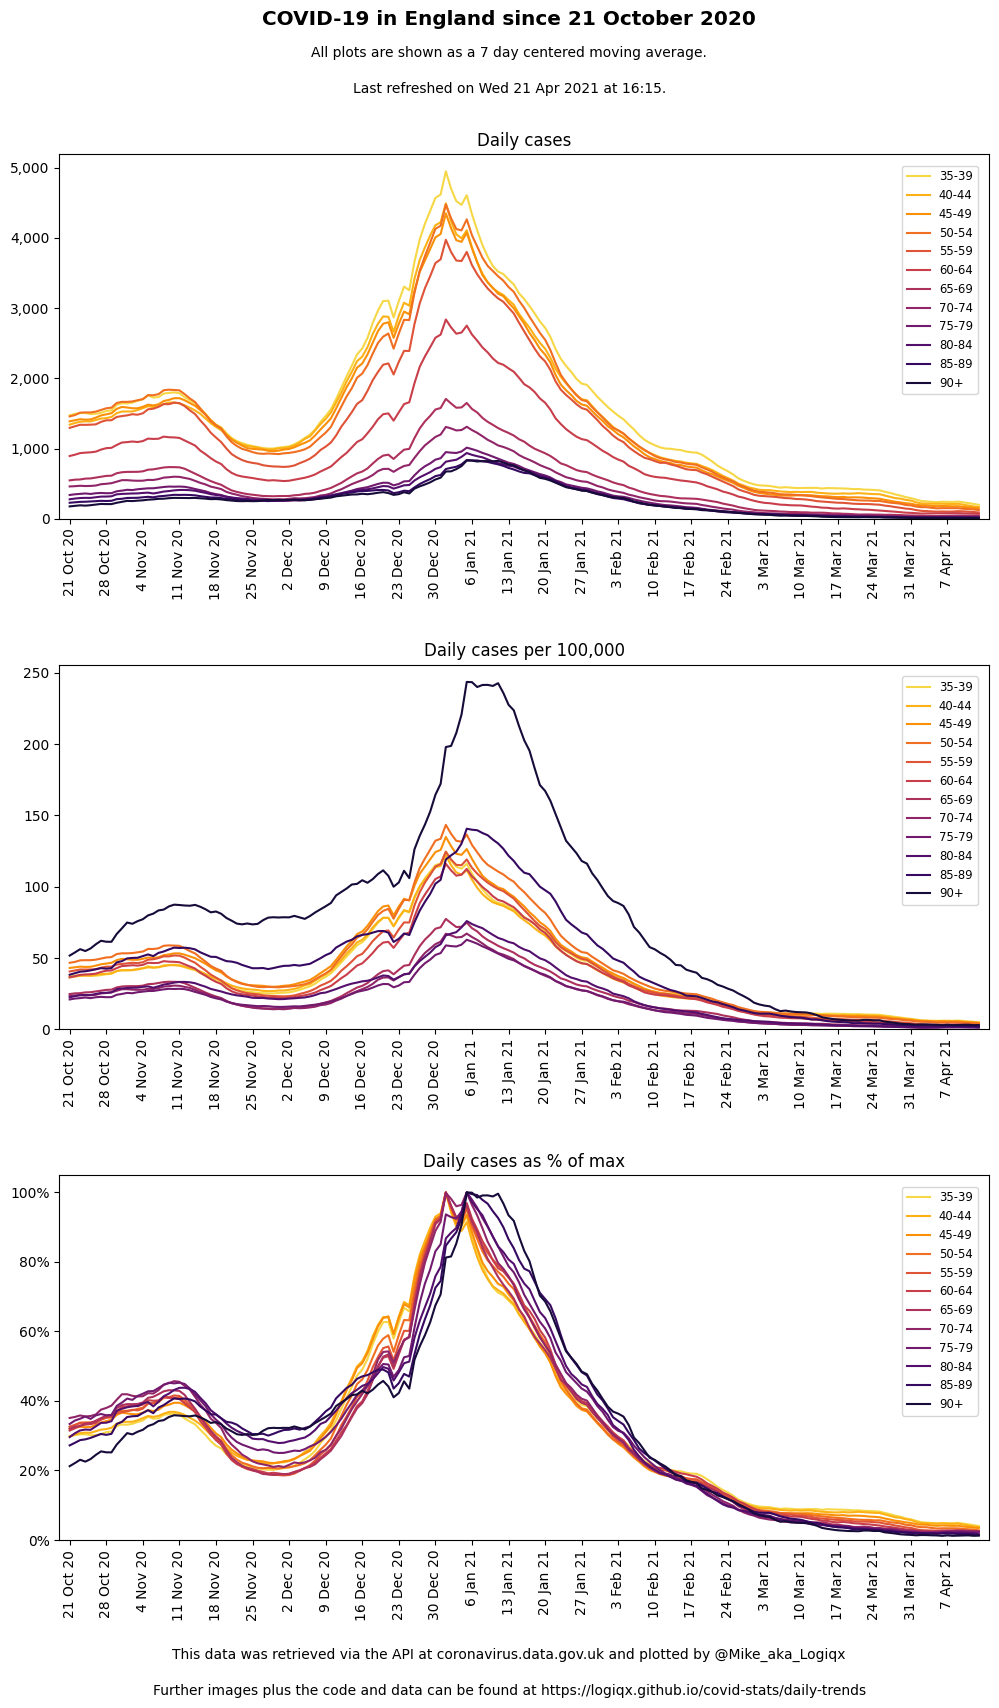 COVID-19 in England since 21 October 2020
All plots are shown as a 7 day centered moving average.
Last refreshed on Wed 21 Apr 2021 at 16:15.
Daily cases
5,000
4,000
3,000
2,000
1,000
0
35-39
40-44
45-49
50-54
55-59
60-64
65-69
70-74
75-79
80-84
85-89
90+
21 Oct 20
28 Oct 20
4 Nov 20
11 Nov 20
18 Nov 20
25 Nov 20
2 Dec 20
9 Dec 20
16 Dec 20
23 Dec 20
30 Dec 20
6 Jan 21
13 Jan 21
20 Jan 21
27 Jan 21
3 Feb 21
10 Feb 21
17 Feb 21
24 Feb 21
3 Mar 21
10 Mar 21
17 Mar 21
24 Mar 21
31 Mar 21
7 Apr 21
Daily cases per 100,000
250
200
150
100
50
0
35-39
40-44
45-49
50-54
55-59
60-64
65-69
70-74
75-79
80-84
85-89
90+
21 Oct 20
28 Oct 20
4 Nov 20
11 Nov 20
18 Nov 20
25 Nov 20
2 Dec 20
9 Dec 20
16 Dec 20
23 Dec 20
30 Dec 20
6 Jan 21
13 Jan 21
20 Jan 21
27 Jan 21
3 Feb 21
10 Feb 21
17 Feb 21
24 Feb 21
3 Mar 21
10 Mar 21
17 Mar 21
24 Mar 21
31 Mar 21
7 Apr 21
Daily cases as % of max
100%
80%
60%
40%
20%
0%
35-39
40-44
45-49
50-54
55-59
60-64
65-69
70-74
75-79
80-84
85-89
90+
21 Oct 20
28 Oct 20
4 Nov 20
11 Nov 20
18 Nov 20
25 Nov 20
2 Dec 20
9 Dec 20
16 Dec 20
23 Dec 20
30 Dec 20
6 Jan 21
13 Jan 21
20 Jan 21
27 Jan 21
3 Feb 21
10 Feb 21
17 Feb 21
24 Feb 21
3 Mar 21
10 Mar 21
17 Mar 21
24 Mar 21
31 Mar 21
7 Apr 21
This data was retrieved via the API at coronavirus.data.gov.uk and plotted by @Mike_aka_Logiqx
Further images plus the code and data can be found at https://logiqx.github.io/covid-stats/daily-trends